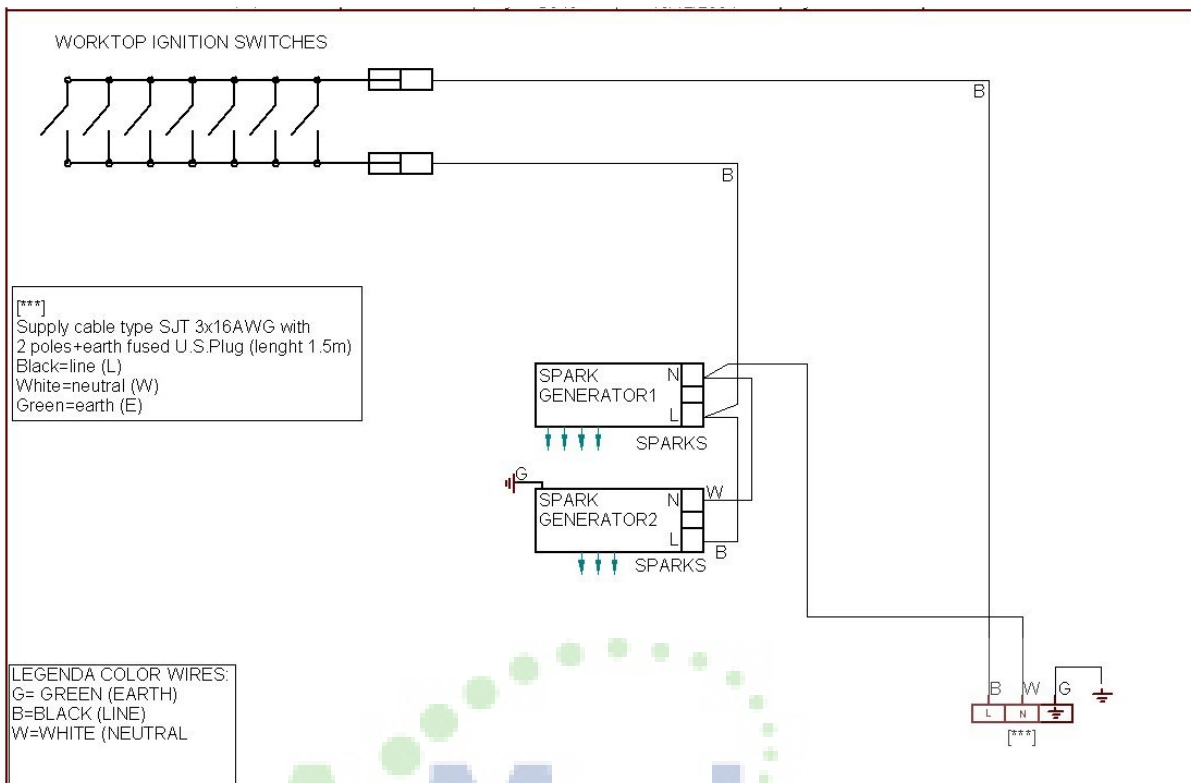 WORKTOP IGNITION SWITCHES
B
B
[***]
Supply cable type SJT 3x16AWG with
2 poles+earth fused U.S.Plug (lenght 1.5m)
Black=line (L)
White=neutral (W)
Green=earth (E)
SPARK N
GENERATOR1
L
SPARKS
G
SPARK N W
GENERATOR2
L
B
SPARKS
LEGENDA COLOR WIRES:
G= GREEN (EARTH)
B=BLACK (LINE)
W=WHITE (NEUTRAL
B W G
L N
[***]